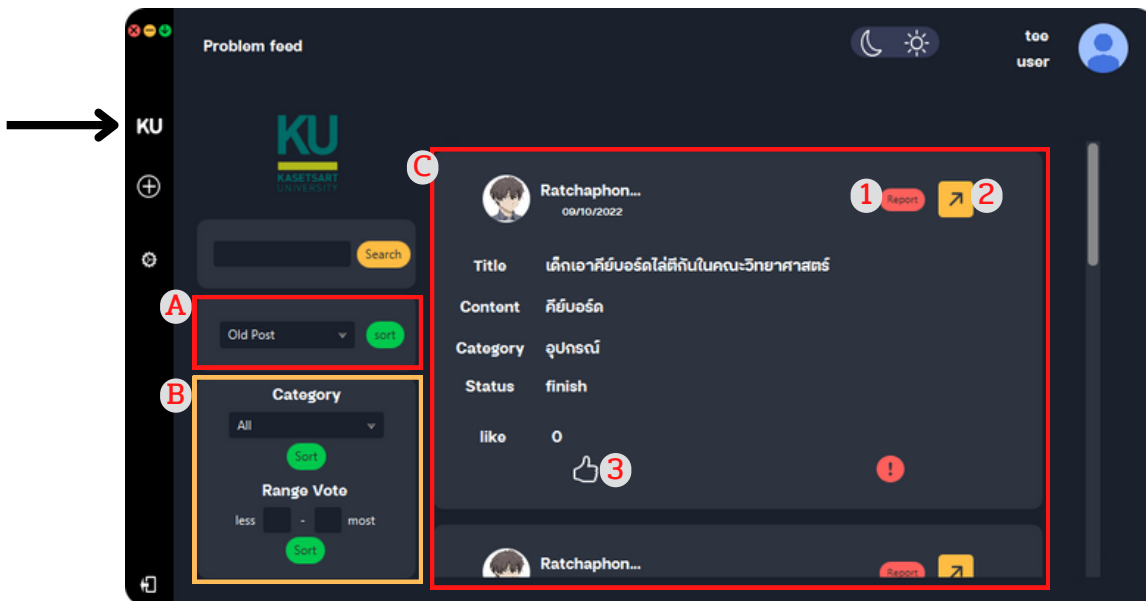 Problem feed
tee
user
KU
KU
KASETSART
UNIVERSITY
Search
A
Old Post
sort
B
Category
All
Sort
Range Vote
less - most
Sort
C
Ratchaphon...
09/10/2022
1
Report
2
Title เด็กเอาคีย์บอร์ดไล่ตีกันในคณะวิทยาศาสตร์
Content คีย์บอร์ด
Category อุปกรณ์
Status finish
like 0
3
!
Ratchaphon...
Report